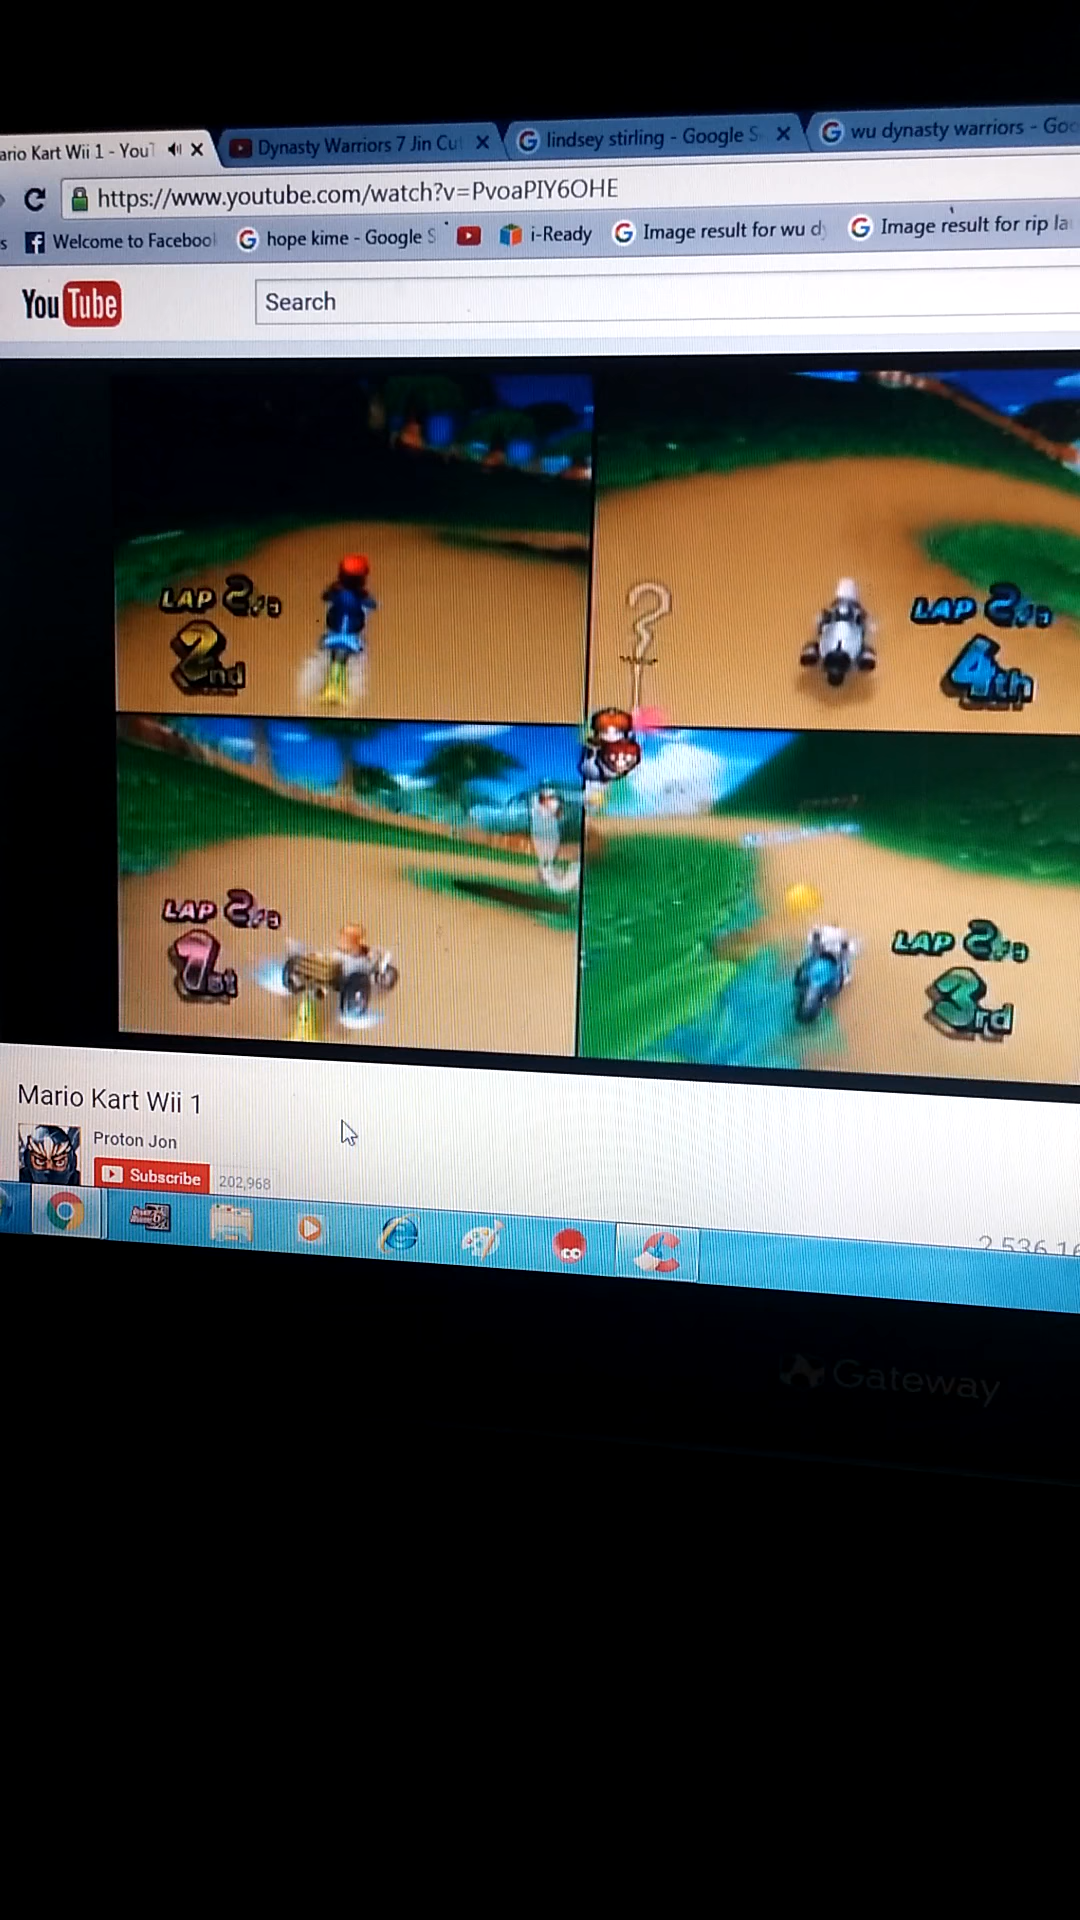 ario Kart Wii 1 - YouT
Dynasty Warriors 7 Jin Cu
lindsey stirling - Google S
wu dynasty warriors - Goo
https://www.youtube.com/watch?v=PvoaPIY6OHE
s
Welcome to Facebool
hope kime - Google S
i-Ready
Image result for wu d
Image result for rip la
YouTube
Search
LAP 2/3
2nd
LAP 2/3
4th
LAP 2/3
1st
LAP 2/3
3rd
Mario Kart Wii 1
Proton Jon
Subscribe
202,968
Gateway